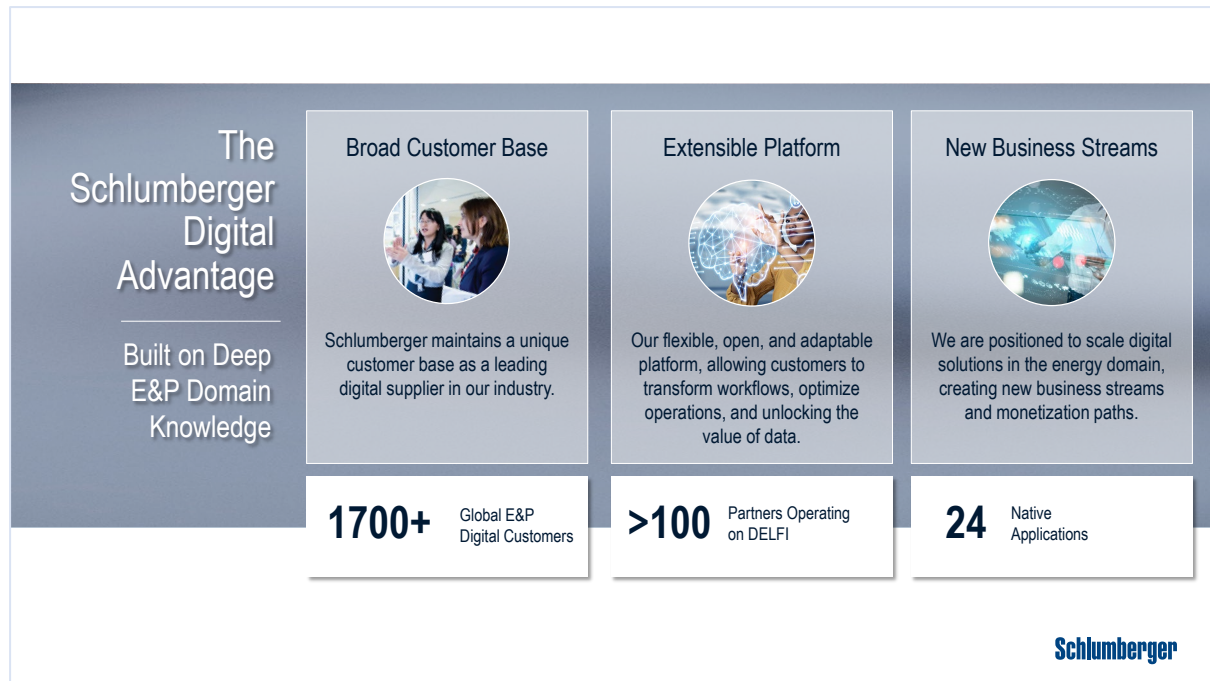 The
Schlumberger
Digital
Advantage
Built on Deep
E&P Domain
Knowledge
Broad Customer Base
Schlumberger maintains a unique
customer base as a leading
digital supplier in our industry.
1700+
Global E&P
Digital Customers
Extensible Platform
Our flexible, open, and adaptable
platform, allowing customers to
transform workflows, optimize
operations, and unlocking the
value of data.
>100
Partners Operating
on DELFI
New Business Streams
We are positioned to scale digital
solutions in the energy domain,
creating new business streams
and monetization paths.
24
Native
Applications
Schlumberger